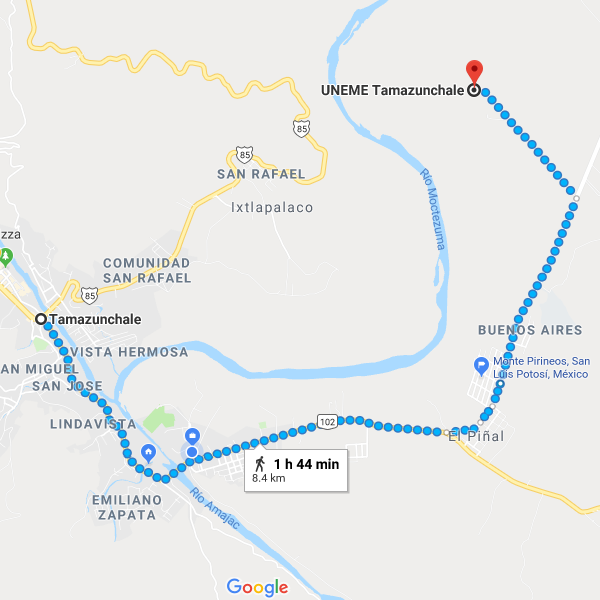 UNEME Tamazunchale
85
SAN RAFAEL
85
Ixtlapalaco
Río Moctezuma
zza
COMUNIDAD
SAN RAFAEL
85
Tamazunchale
VISTA HERMOSA
BUENOS AIRES
AN MIGUEL
SAN JOSE
Monte Pirineos, San
Luis Potosí, México
LINDAVISTA
102
El Piñal
1 h 44 min
8.4 km
EMILIANO
ZAPATA
Río Amajac
Google